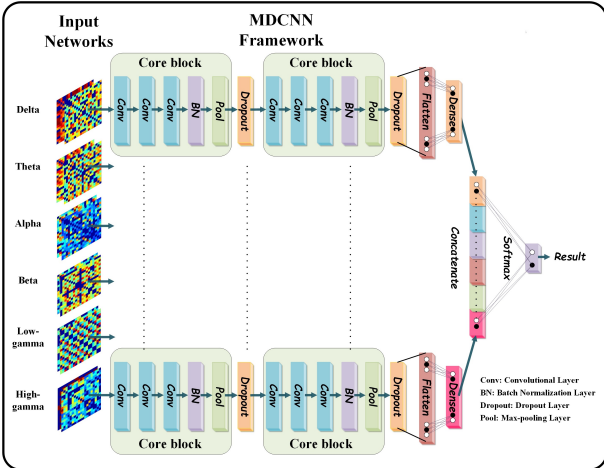 Input
Networks
MDCNN
Framework
Core block
Core block
Delta
Conv
Conv
Conv
BN
Pool
Dropout
Conv
Conv
Conv
BN
Pool
Dropout
Flatten
Dense
Theta
Alpha
Beta
Low-
gamma
High-
gamma
Concatenate
Softmax
Result
Conv
Conv
Conv
BN
Pool
Dropout
Conv
Conv
Conv
BN
Pool
Dropout
Flatten
Dense
Core block
Core block
Conv: Convolutional Layer
BN: Batch Normalization Layer
Dropout: Dropout Layer
Pool: Max-pooling Layer